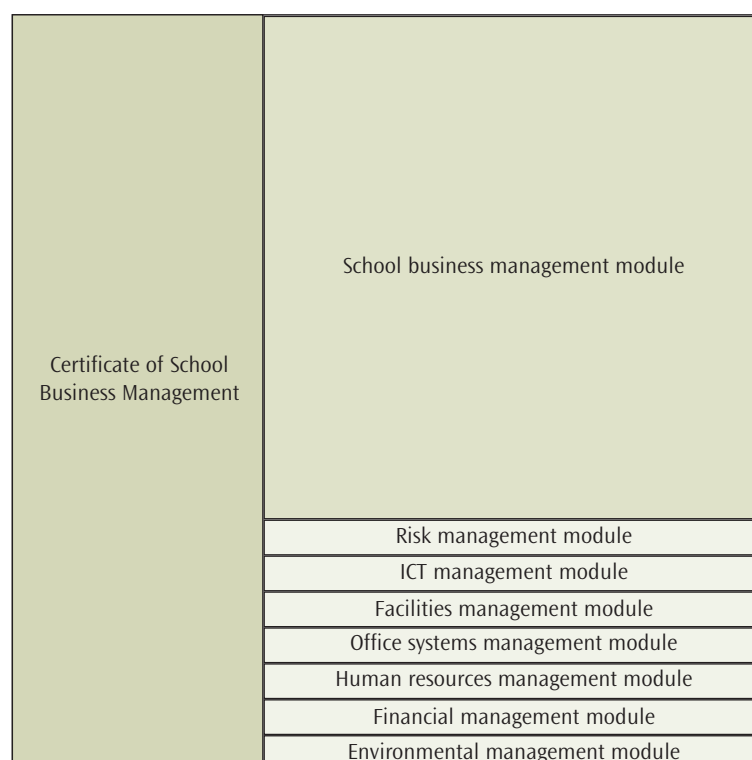 Certificate of School
Business Management
School business management module
Risk management module
ICT management module
Facilities management module
Office systems management module
Human resources management module
Financial management module
Environmental management module